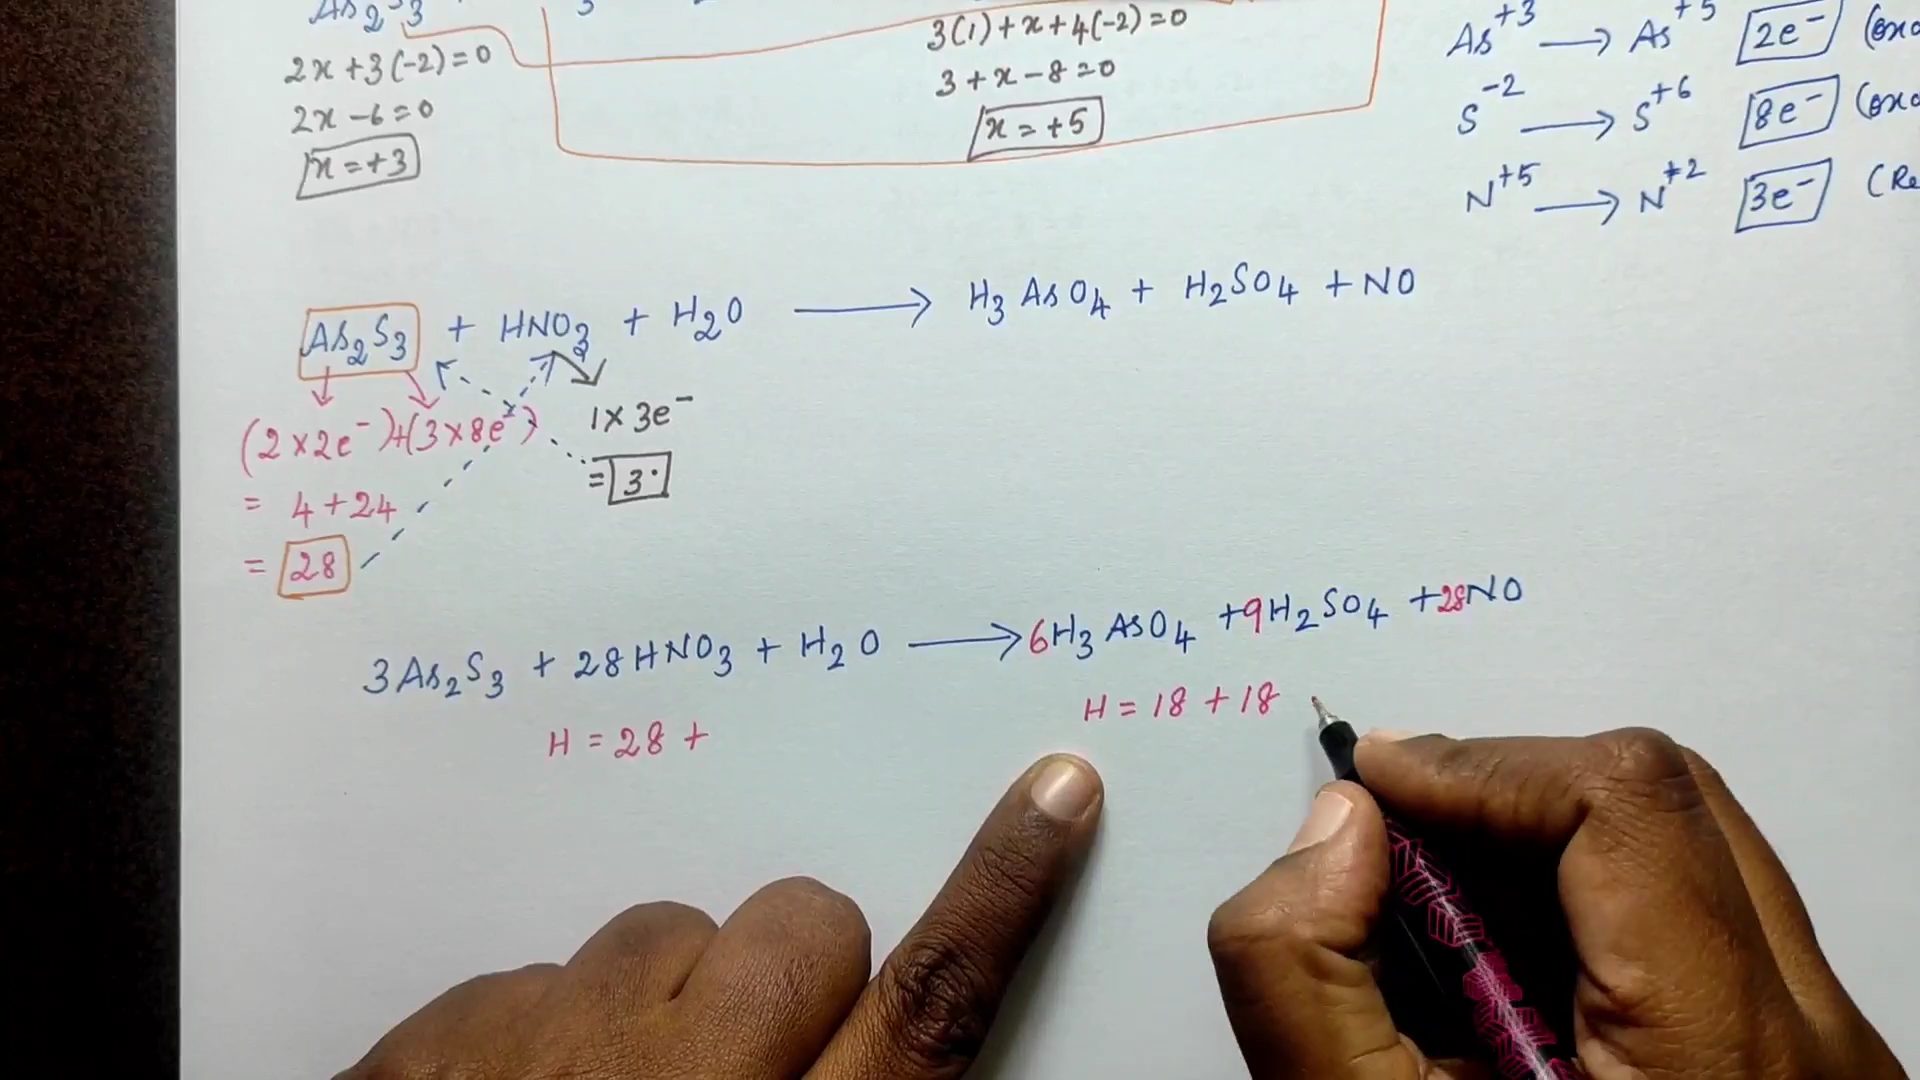 As2S3
2x+3(-2)=0
2x-6=0
x=+3
3(1)+x+4(-2)=0
3+x-8=0
x=+5
As+3 → As+5 2e-
S-2 → S+6 8e-
N+5 → N+2 3e-
As2S3 + HNO3 + H2O → H3AsO4 + H2SO4 + NO
(2×2e-)+(3×8e-)
= 4+24
= 28
1×3e-
= 3
3As2S3 + 28HNO3 + H2O → 6H3AsO4 + 9H2SO4 + 28NO
H = 28 +
H = 18 + 18